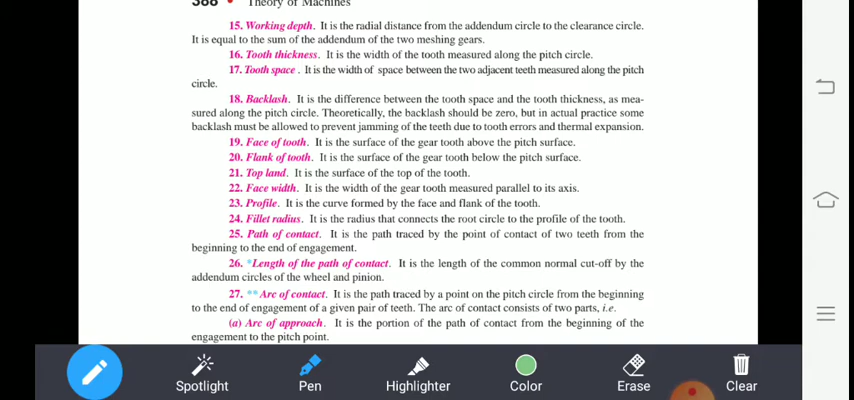 388 • Theory of Machines
15. Working depth. It is the radial distance from the addendum circle to the clearance circle.
It is equal to the sum of the addendum of the two meshing gears.
16. Tooth thickness. It is the width of the tooth measured along the pitch circle.
17. Tooth space . It is the width of space between the two adjacent teeth measured along the pitch
circle.
18. Backlash. It is the difference between the tooth space and the tooth thickness, as mea-
sured along the pitch circle. Theoretically, the backlash should be zero, but in actual practice some
backlash must be allowed to prevent jamming of the teeth due to tooth errors and thermal expansion.
19. Face of tooth. It is the surface of the gear tooth above the pitch surface.
20. Flank of tooth. It is the surface of the gear tooth below the pitch surface.
21. Top land. It is the surface of the top of the tooth.
22. Face width. It is the width of the gear tooth measured parallel to its axis.
23. Profile. It is the curve formed by the face and flank of the tooth.
24. Fillet radius. It is the radius that connects the root circle to the profile of the tooth.
25. Path of contact. It is the path traced by the point of contact of two teeth from the
beginning to the end of engagement.
26. *Length of the path of contact. It is the length of the common normal cut-off by the
addendum circles of the wheel and pinion.
27. ** Arc of contact. It is the path traced by a point on the pitch circle from the beginning
to the end of engagement of a given pair of teeth. The arc of contact consists of two parts, i.e.
(a) Arc of approach. It is the portion of the path of contact from the beginning of the
engagement to the pitch point.
Spotlight Pen Highlighter Color Erase Clear